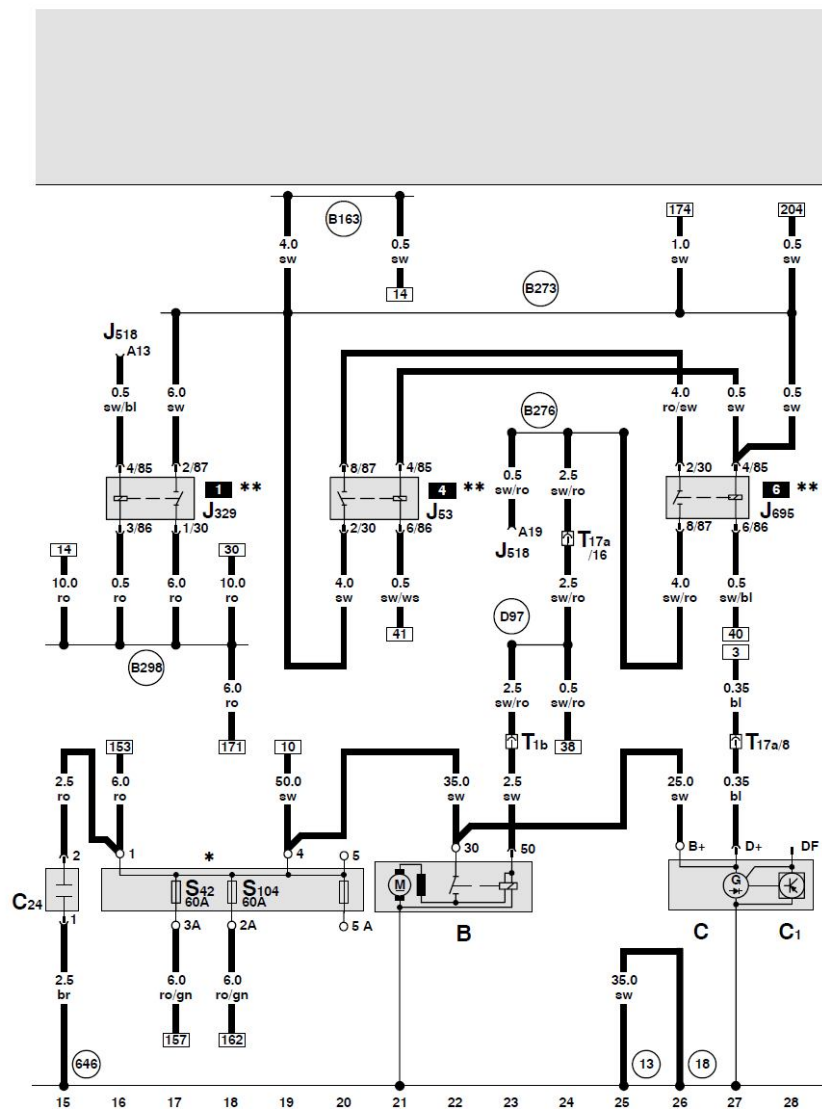 B163
174
204
4.0
sw
0.5
sw
1.0
sw
0.5
sw
14
B273
J518
A13
0.5
sw/bl
6.0
sw
B276
4.0
ro/sw
0.5
sw
0.5
sw
4/85
2/87
1 **
J329
3/86
1/30
8/87
4/85
4 **
J53
2/30
6/86
0.5
sw/ro
2.5
sw/ro
A19
J518
T17a
/16
2/30
4/85
6 **
J695
8/87
6/86
14
30
10.0
ro
0.5
ro
6.0
ro
10.0
ro
4.0
sw
0.5
sw/ws
41
2.5
sw/ro
4.0
sw/ro
0.5
sw/bl
D97
40
3
B298
6.0
ro
171
2.5
sw/ro
0.5
sw/ro
0.35
bl
153
10
T1b
38
T17a/8
2.5
ro
6.0
ro
50.0
sw
35.0
sw
2.5
sw
25.0
sw
0.35
bl
2
1
*
4
5
30
50
B+
D+
DF
C24
S42
60A
S104
60A
M
G
1
3A
2A
5 A
B
C
C1
2.5
br
6.0
ro/gn
6.0
ro/gn
35.0
sw
157
162
646
13
18
15 16 17 18 19 20 21 22 23 24 25 26 27 28